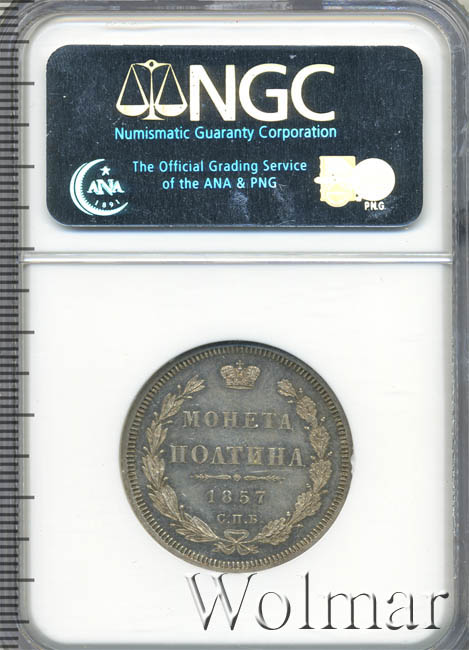 NGC
Numismatic Guaranty Corporation
The Official Grading Service
of the ANA & PNG
ANA
1891
P.N.G.
МОНЕТА
ПОЛТИНА
1857
С.П.Б.
Wolmar